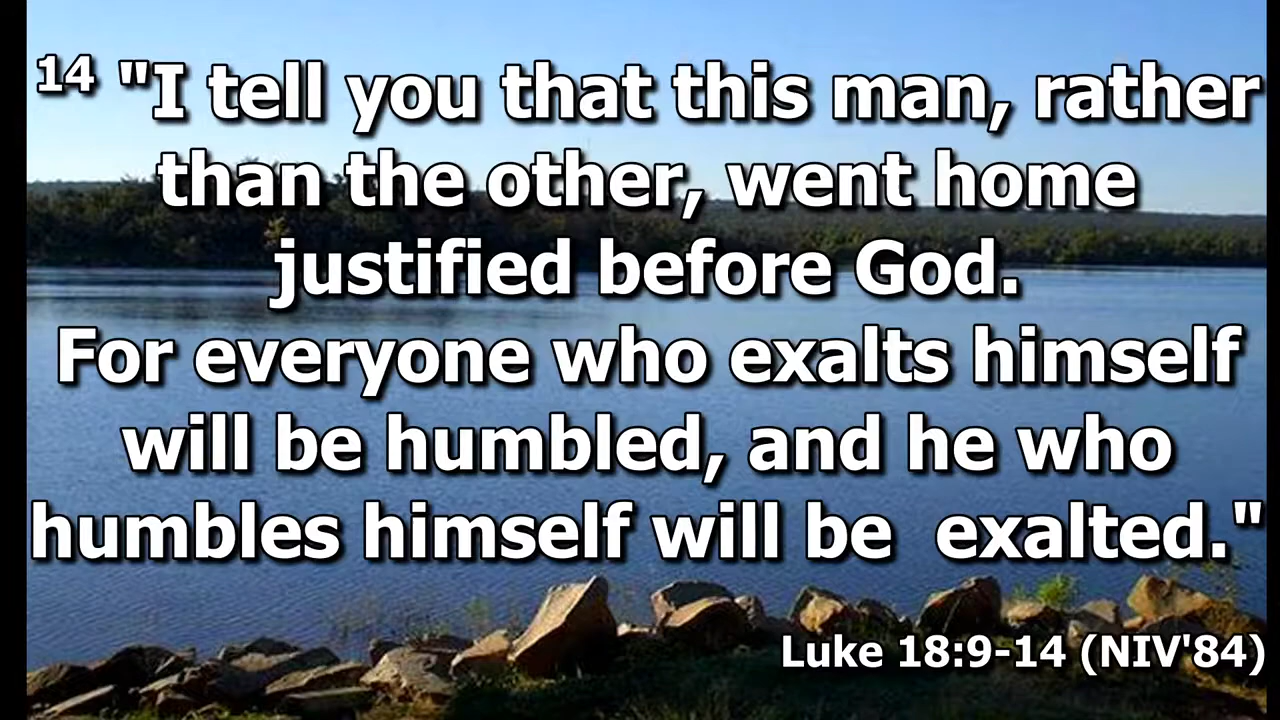 14 "I tell you that this man, rather
than the other, went home
justified before God.
For everyone who exalts himself
will be humbled, and he who
humbles himself will be  exalted."
Luke 18:9-14 (NIV'84)